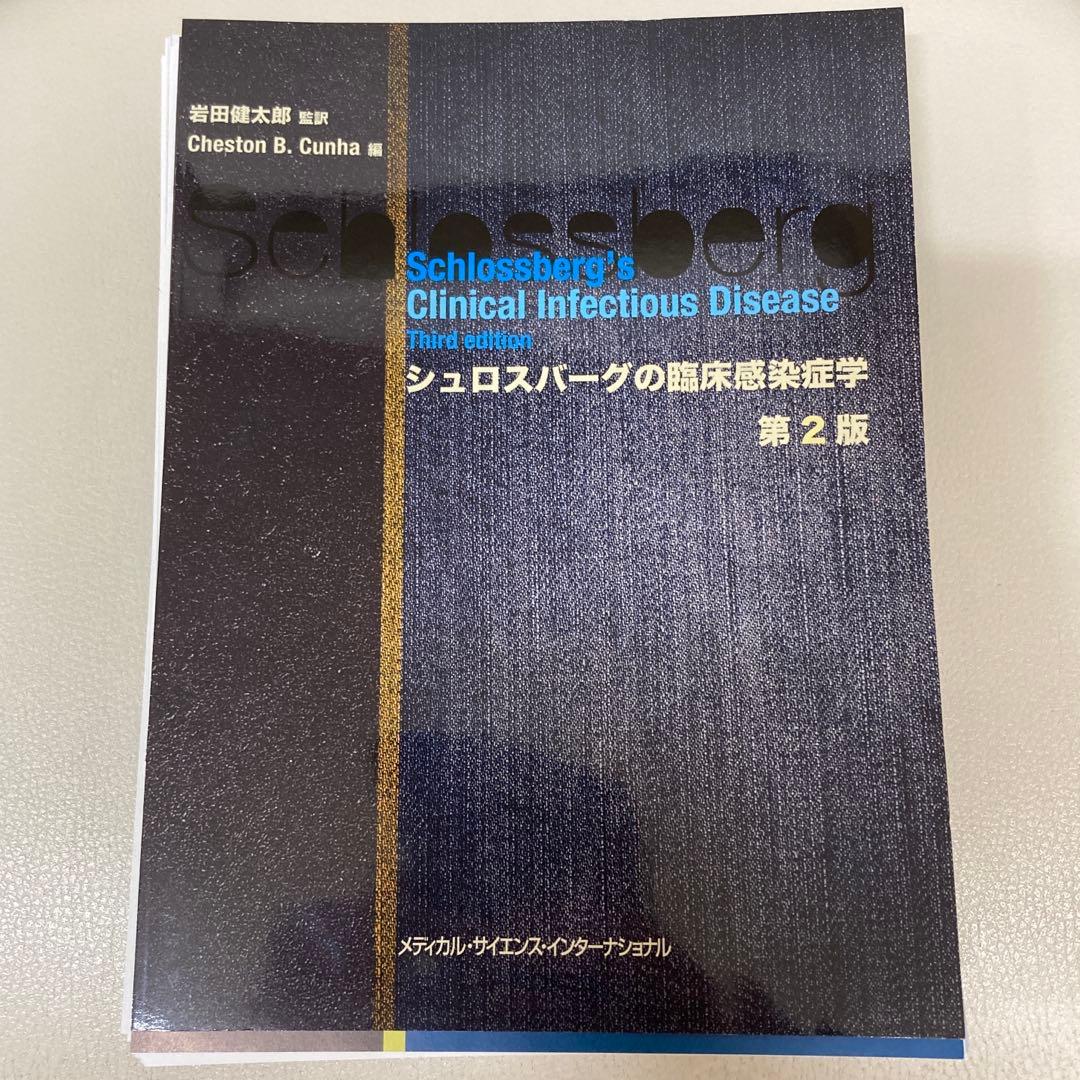 岩田健太郎 監訳
Cheston B. Cunha 編
Schlossberg
Schlossberg's
Clinical Infectious Disease
Third edition
シュロスバーグの臨床感染症学
第2版
メディカル・サイエンス・インターナショナル